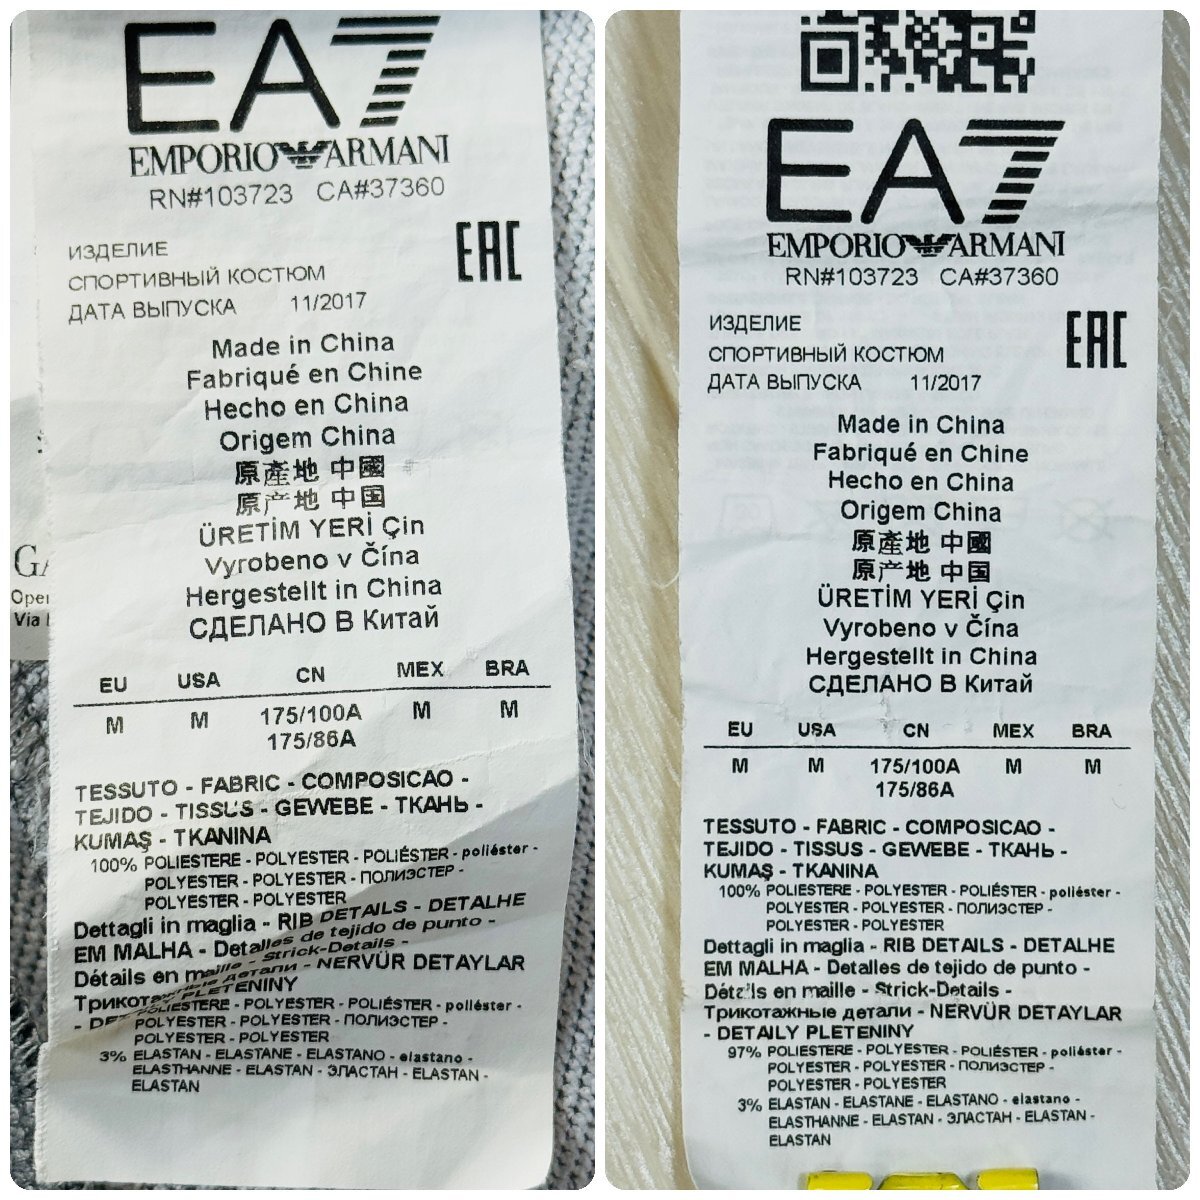 EA7
EMPORIO ARMANI
RN#103723 CA#37360
EAC
ИЗДЕЛИЕ
СПОРТИВНЫЙ КОСТЮМ
ДАТА ВЫПУСКА 11/2017
Made in China
Fabriqué en Chine
Hecho en China
Origem China
原產地 中國
原产地 中国
ÜRETİM YERİ Çin
Vyrobeno v Čína
Hergestellt in China
СДЕЛАНО В Китай
EU USA CN MEX BRA
M M 175/100A M M
175/86A
TESSUTO - FABRIC - COMPOSICAO -
TEJIDO - TISSUS - GEWEBE - ТКАНЬ -
KUMAŞ - TKANINA
100% POLIESTERE - POLYESTER - POLIÉSTER - poliéster -
POLYESTER - POLYESTER - ПОЛИЭСТЕР -
POLYESTER - POLYESTER
Dettagli in maglia - RIB DETAILS - DETALHE
EM MALHA - Detalles de tejido de punto -
Détails en maille - Strick-Details -
Трикотажные детали - NERVÜR DETAYLAR
PLETENINY
POLIESTERE - POLYESTER - POLIÉSTER - poliéster -
POLYESTER - POLYESTER - ПОЛИЭСТЕР -
POLYESTER - POLYESTER
3% ELASTAN - ELASTANE - ELASTANO - elastano -
ELASTHANNE - ELASTAN - ЭЛАСТАН - ELASTAN -
ELASTAN
Via
EA7
EMPORIO ARMANI
RN#103723 CA#37360
EAC
ИЗДЕЛИЕ
СПОРТИВНЫЙ КОСТЮМ
ДАТА ВЫПУСКА 11/2017
Made in China
Fabriqué en Chine
Hecho en China
Origem China
原產地 中國
原产地 中国
ÜRETİM YERİ Çin
Vyrobeno v Čína
Hergestellt in China
СДЕЛАНО В Китай
EU USA CN MEX BRA
M M 175/100A M M
175/86A
TESSUTO - FABRIC - COMPOSICAO -
TEJIDO - TISSUS - GEWEBE - ТКАНЬ -
KUMAŞ - TKANINA
100% POLIESTERE - POLYESTER - POLIÉSTER - poliéster -
POLYESTER - POLYESTER - ПОЛИЭСТЕР -
POLYESTER - POLYESTER
Dettagli in maglia - RIB DETAILS - DETALHE
EM MALHA - Detalles de tejido de punto -
Détails en maille - Strick-Details -
Трикотажные детали - NERVÜR DETAYLAR
- DETAILY PLETENINY
97% POLIESTERE - POLYESTER - POLIÉSTER - poliéster -
POLYESTER - POLYESTER - ПОЛИЭСТЕР -
POLYESTER - POLYESTER
3% ELASTAN - ELASTANE - ELASTANO - elastano -
ELASTHANNE - ELASTAN - ЭЛАСТАН - ELASTAN -
ELASTAN